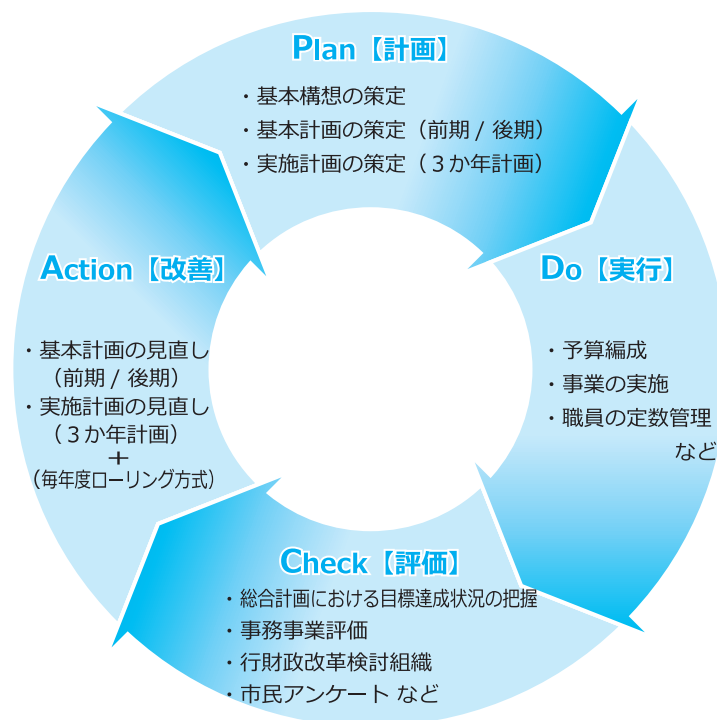 Plan【計画】
・基本構想の策定
・基本計画の策定（前期 / 後期）
・実施計画の策定（３か年計画）
Do【実行】
・予算編成
・事業の実施
・職員の定数管理
など
Check【評価】
・総合計画における目標達成状況の把握
・事務事業評価
・行財政改革検討組織
・市民アンケート など
Action【改善】
・基本計画の見直し
（前期 / 後期）
・実施計画の見直し
（３か年計画）
＋
（毎年度ローリング方式）